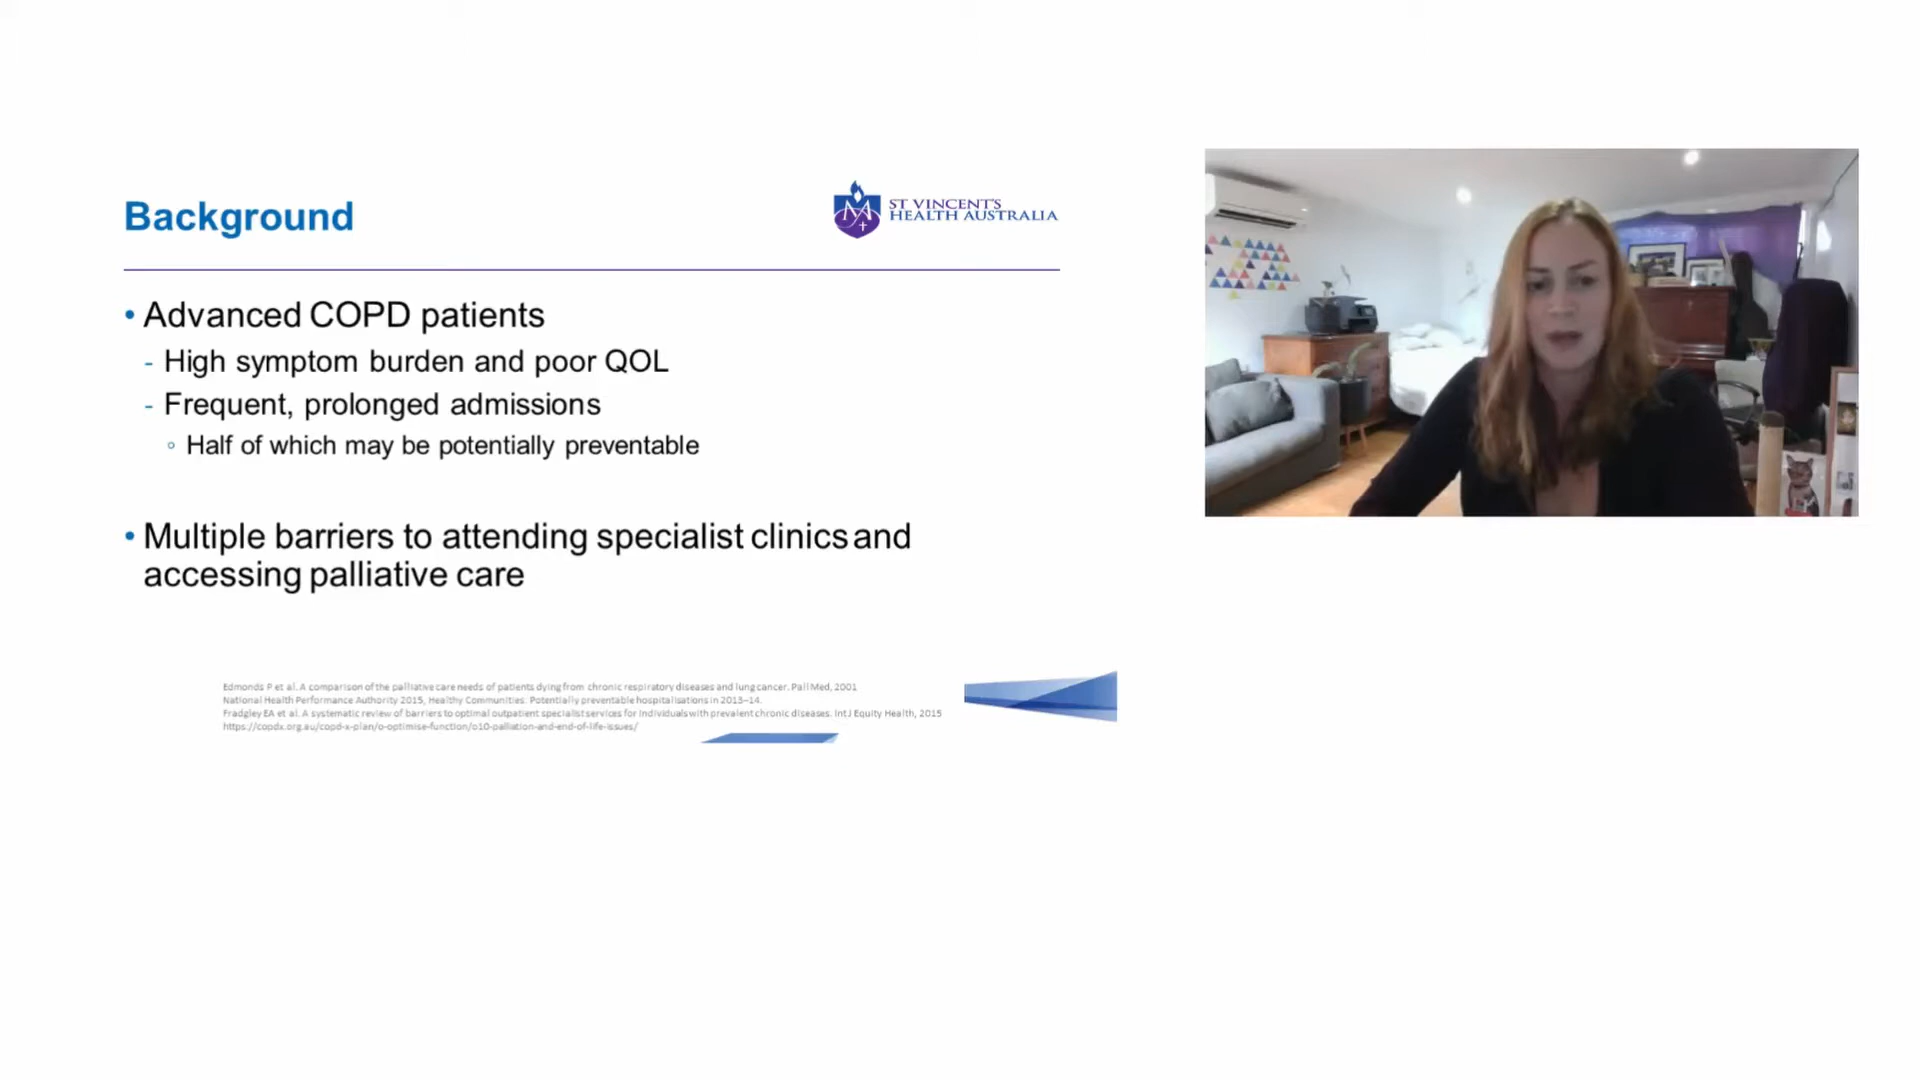 Background
ST VINCENT'S
HEALTH AUSTRALIA
• Advanced COPD patients
- High symptom burden and poor QOL
- Frequent, prolonged admissions
◦ Half of which may be potentially preventable
• Multiple barriers to attending specialist clinics and
accessing palliative care
Edmonds P et al. A comparison of the palliative care needs of patients dying from chronic respiratory diseases and lung cancer. Pall Med, 2001
National Health Performance Authority 2015, Healthy Communities. Potentially preventable hospitalisations in 2013–14.
Fradgley EA et al. A systematic review of barriers to optimal outpatient specialist services for individuals with prevalent chronic diseases. Int J Equity Health, 2015
https://copdx.org.au/copd-x-plan/o-optimise-function/o10-palliation-and-end-of-life-issues/